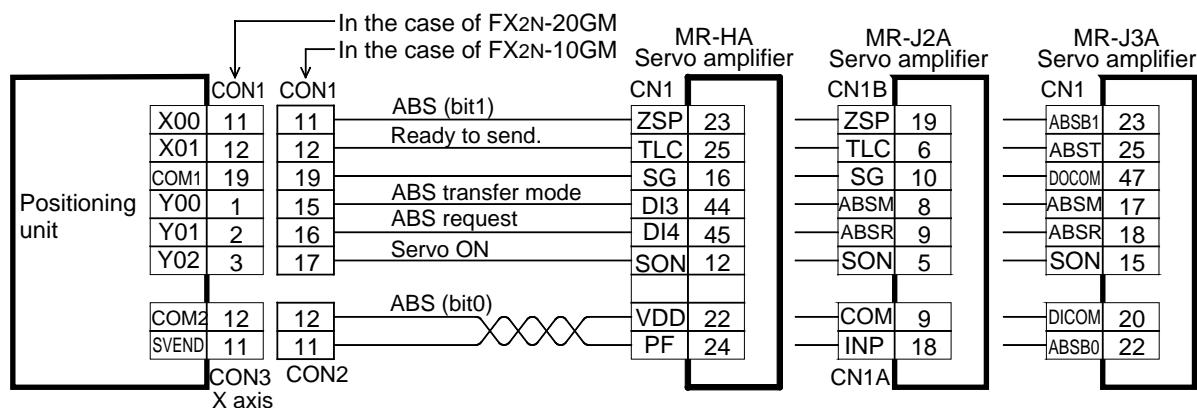 In the case of FX2N-20GM
In the case of FX2N-10GM
MR-HA
Servo amplifier
MR-J2A
Servo amplifier
MR-J3A
Servo amplifier
CON1 CON1 CN1 CN1B CN1
X00 11 11 ABS (bit1) ZSP 23 ZSP 19 ABSB1 23
X01 12 12 Ready to send. TLC 25 TLC 6 ABST 25
COM1 19 19 SG 16 SG 10 DOCOM 47
Positioning
unit
Y00 1 15 ABS transfer mode DI3 44 ABSM 8 ABSM 17
Y01 2 16 ABS request DI4 45 ABSR 9 ABSR 18
Y02 3 17 Servo ON SON 12 SON 5 SON 15
COM2 12 12 ABS (bit0) VDD 22 COM 9 DICOM 20
SVEND 11 11 PF 24 INP 18 ABSB0 22
CON3 CON2 CN1A
X axis